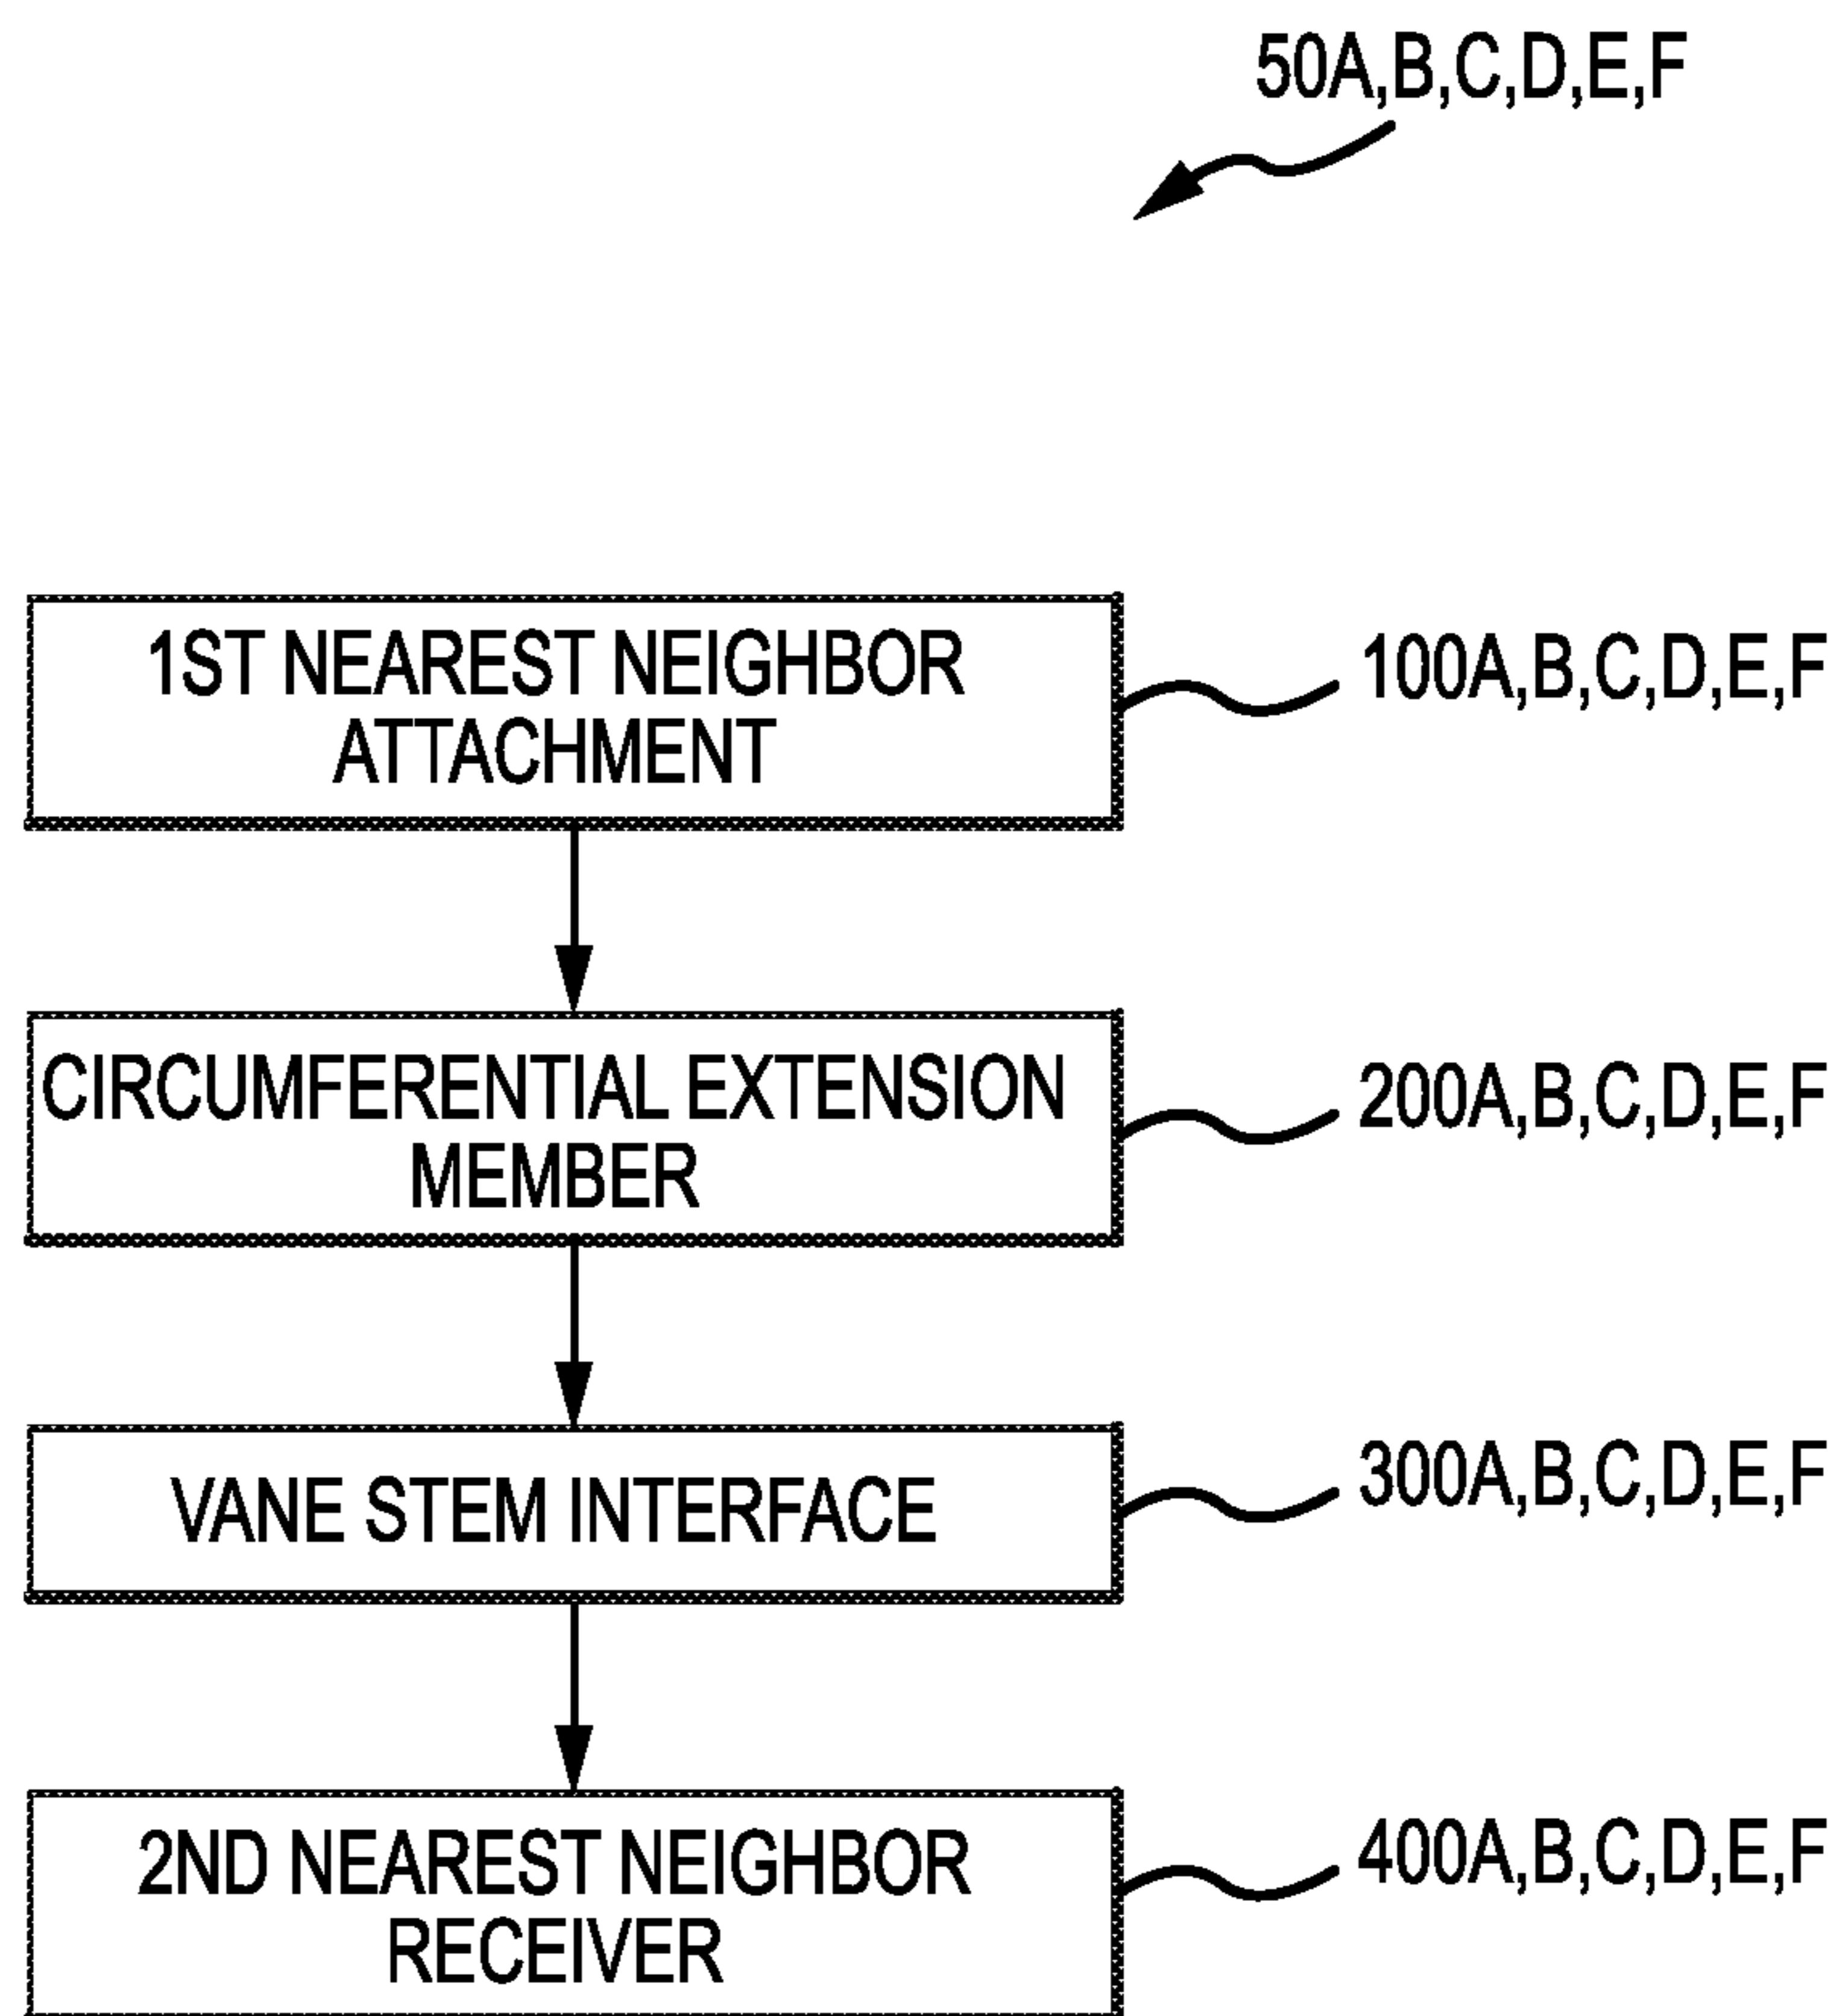 50A,B,C,D,E,F
1ST NEAREST NEIGHBOR
ATTACHMENT
100A,B,C,D,E,F
CIRCUMFERENTIAL EXTENSION
MEMBER
200A,B,C,D,E,F
VANE STEM INTERFACE
300A,B,C,D,E,F
2ND NEAREST NEIGHBOR
RECEIVER
400A,B,C,D,E,F